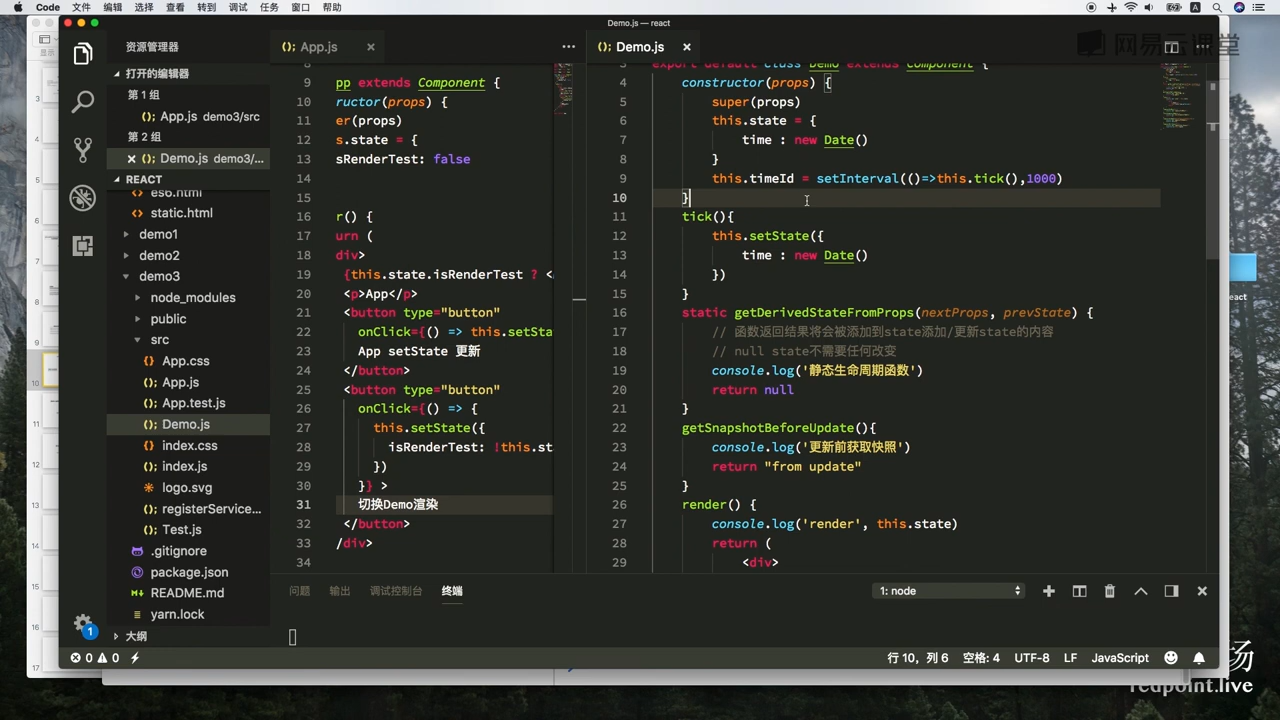 Code 文件 编辑 选择 查看 转到 调试 任务 窗口 帮助
Demo.js — react
网易云课堂
资源管理器
打开的编辑器
第 1 组
App.js demo3/src
第 2 组
Demo.js demo3/...
REACT
static.html
demo1
demo2
demo3
node_modules
public
src
App.css
App.js
App.test.js
Demo.js
index.css
index.js
logo.svg
registerService...
Test.js
.gitignore
package.json
README.md
yarn.lock
大纲
App.js
8
9 pp extends Component {
10 ructor(props) {
11 er(props)
12 s.state = {
13 sRenderTest: false
14
15
16 r() {
17 urn (
18 div>
19 {this.state.isRenderTest ? <
20 <p>App</p>
21 <button type="button"
22 onClick={() => this.setSta
23 App setState 更新
24 </button>
25 <button type="button"
26 onClick={() => {
27 this.setState({
28 isRenderTest: !this.st
29 })
30 }} >
31 切换Demo渲染
32 </button>
33 /div>
34
Demo.js
3 export default class Demo extends Component {
4 constructor(props) {
5 super(props)
6 this.state = {
7 time : new Date()
8 }
9 this.timeId = setInterval(()=>this.tick(),1000)
10 }
11 tick(){
12 this.setState({
13 time : new Date()
14 })
15 }
16 static getDerivedStateFromProps(nextProps, prevState) {
17 // 函数返回结果将会被添加到state添加/更新state的内容
18 // null state不需要任何改变
19 console.log('静态生命周期函数')
20 return null
21 }
22 getSnapshotBeforeUpdate(){
23 console.log('更新前获取快照')
24 return "from update"
25 }
26 render() {
27 console.log('render', this.state)
28 return (
29 <div>
问题 输出 调试控制台 终端
1: node
1
0 0
行 10，列 6 空格: 4 UTF-8 LF JavaScript
redpoint.live